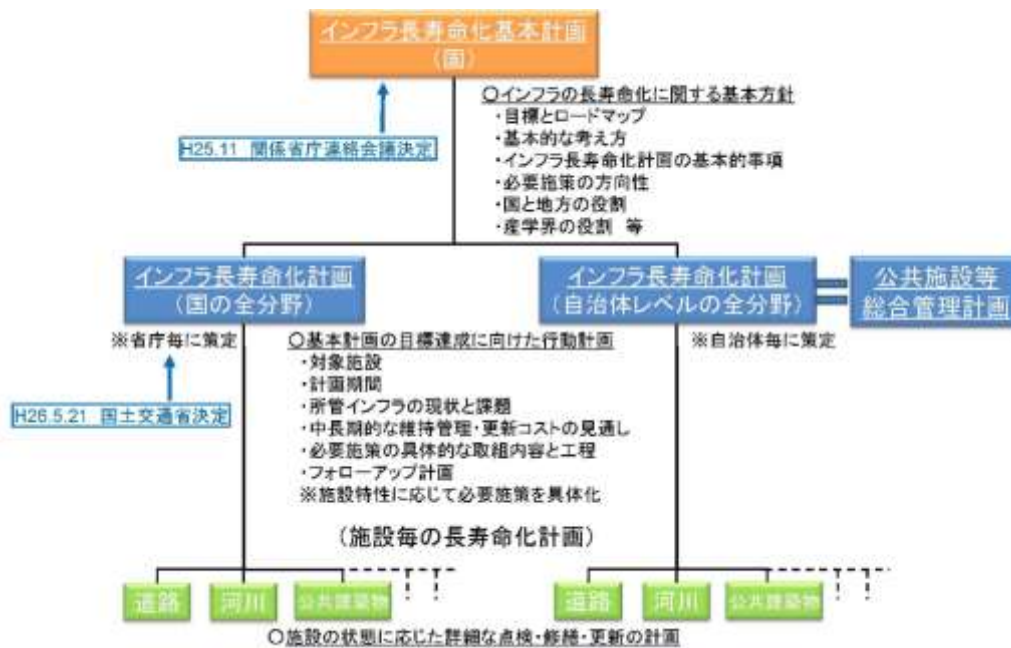 インフラ長寿命化基本計画
(国)
H25.11 関係省庁連絡会議決定
〇インフラの長寿命化に関する基本方針
・目標とロードマップ
・基本的な考え方
・インフラ長寿命化計画の基本的事項
・必要施策の方向性
・国と地方の役割
・産学界の役割 等
インフラ長寿命化計画
(国の全分野)
インフラ長寿命化計画
(自治体レベルの全分野)
公共施設等
総合管理計画
※省庁毎に策定
※自治体毎に策定
H26.5.21 国土交通省決定
〇基本計画の目標達成に向けた行動計画
・対象施設
・計画期間
・所管インフラの現状と課題
・中長期的な維持管理・更新コストの見通し
・必要施策の具体的な取組内容と工程
・フォローアップ計画
※施設特性に応じて必要施策を具体化
(施設毎の長寿命化計画)
道路
河川
公共建築物
道路
河川
公共建築物
〇施設の状態に応じた詳細な点検・修繕・更新の計画